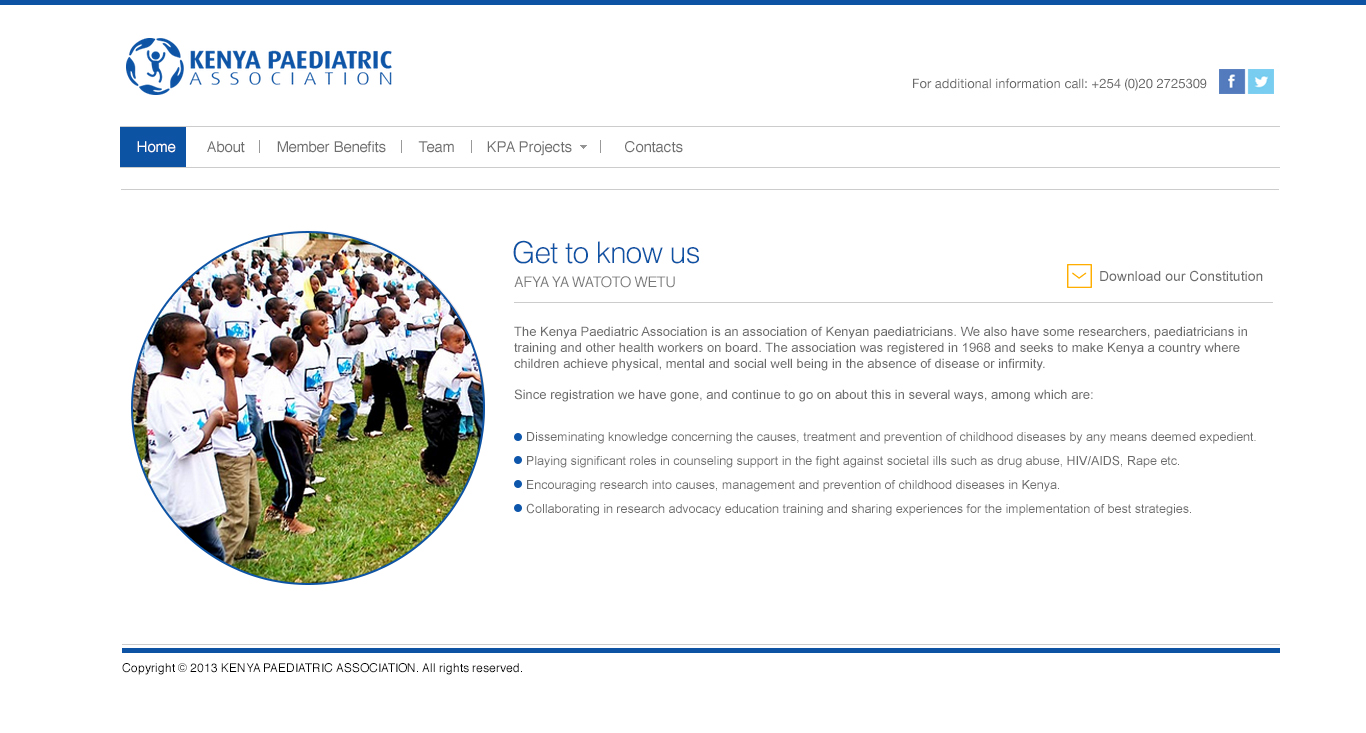 KENYA PAEDIATRIC
ASSOCIATION
For additional information call: +254 (0)20 2725309
Home About Member Benefits Team KPA Projects Contacts
Get to know us
AFYA YA WATOTO WETU
Download our Constitution
The Kenya Paediatric Association is an association of Kenyan paediatricians. We also have some researchers, paediatricians in
training and other health workers on board. The association was registered in 1968 and seeks to make Kenya a country where
children achieve physical, mental and social well being in the absence of disease or infirmity.
Since registration we have gone, and continue to go on about this in several ways, among which are:
Disseminating knowledge concerning the causes, treatment and prevention of childhood diseases by any means deemed expedient.
Playing significant roles in counseling support in the fight against societal ills such as drug abuse, HIV/AIDS, Rape etc.
Encouraging research into causes, management and prevention of childhood diseases in Kenya.
Collaborating in research advocacy education training and sharing experiences for the implementation of best strategies.
Copyright © 2013 KENYA PAEDIATRIC ASSOCIATION. All rights reserved.